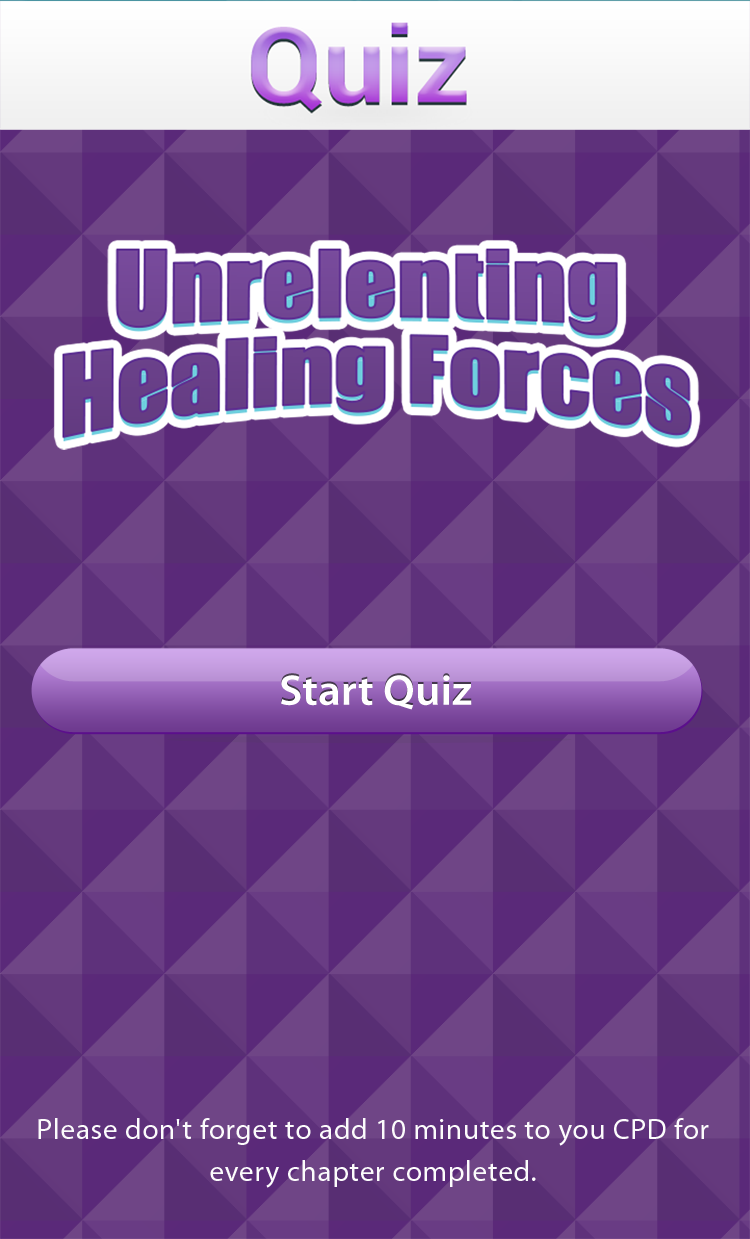 Quiz
Unrelenting
Healing Forces
Start Quiz
Please don't forget to add 10 minutes to you CPD for
every chapter completed.